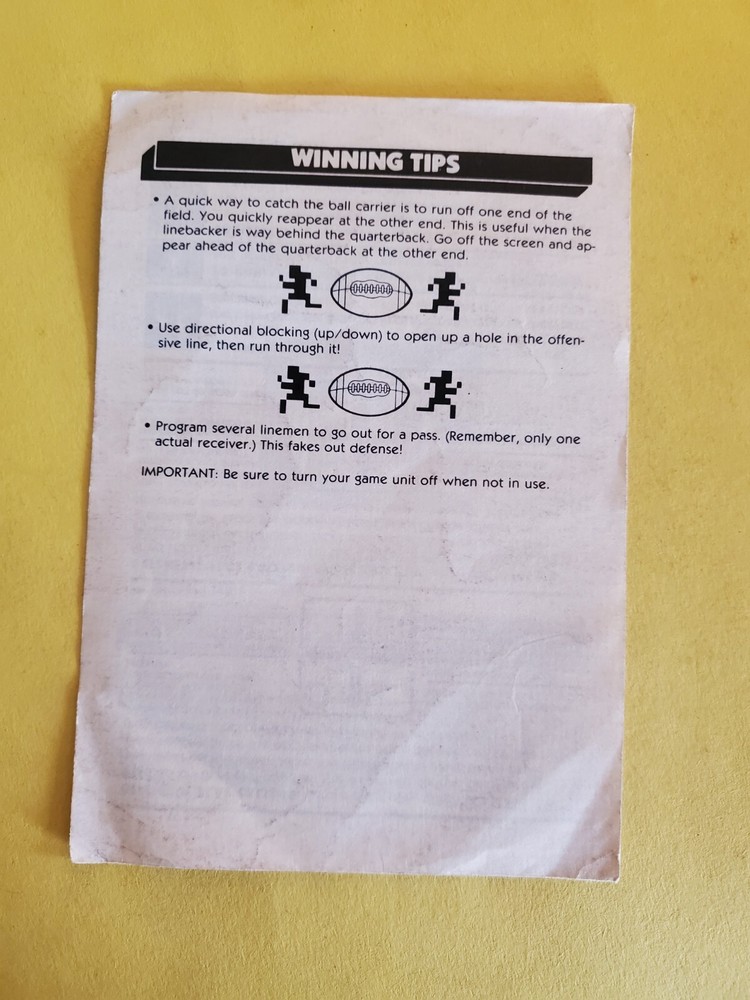 WINNING TIPS
• A quick way to catch the ball carrier is to run off one end of the
field. You quickly reappear at the other end. This is useful when the
linebacker is way behind the quarterback. Go off the screen and ap-
pear ahead of the quarterback at the other end.
• Use directional blocking (up/down) to open up a hole in the offen-
sive line, then run through it!
• Program several linemen to go out for a pass. (Remember, only one
actual receiver.) This fakes out defense!
IMPORTANT: Be sure to turn your game unit off when not in use.